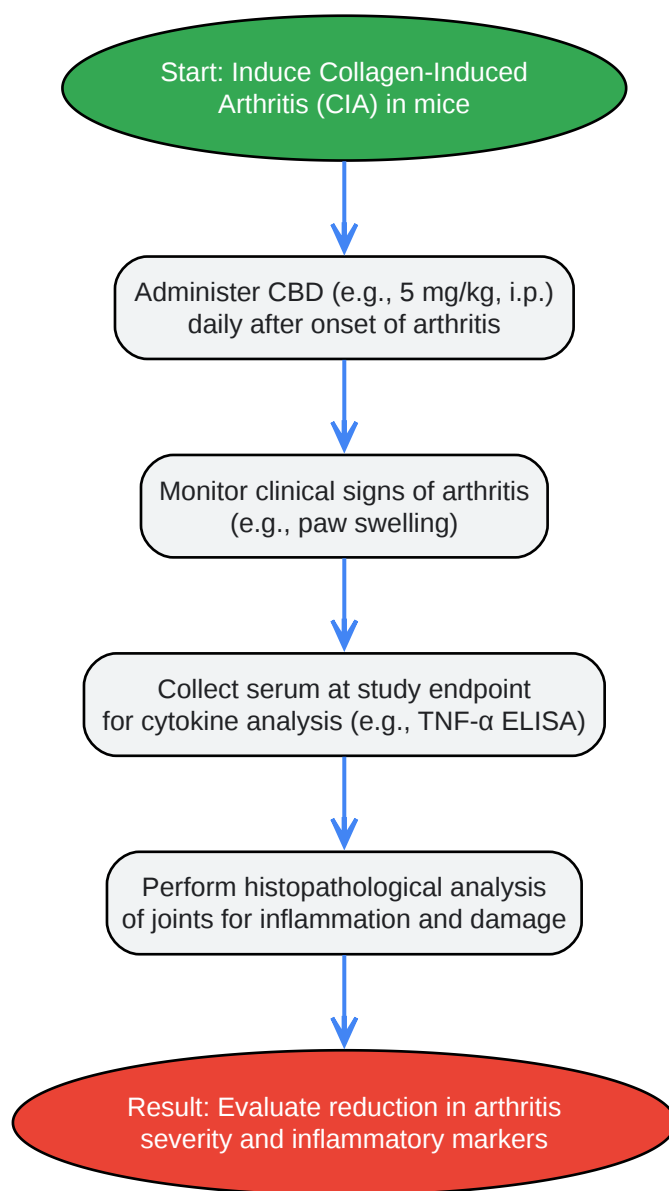 Start: Induce Collagen-Induced
Arthritis (CIA) in mice
Administer CBD (e.g., 5 mg/kg, i.p.)
daily after onset of arthritis
Monitor clinical signs of arthritis
(e.g., paw swelling)
Collect serum at study endpoint
for cytokine analysis (e.g., TNF-α ELISA)
Perform histopathological analysis
of joints for inflammation and damage
Result: Evaluate reduction in arthritis
severity and inflammatory markers